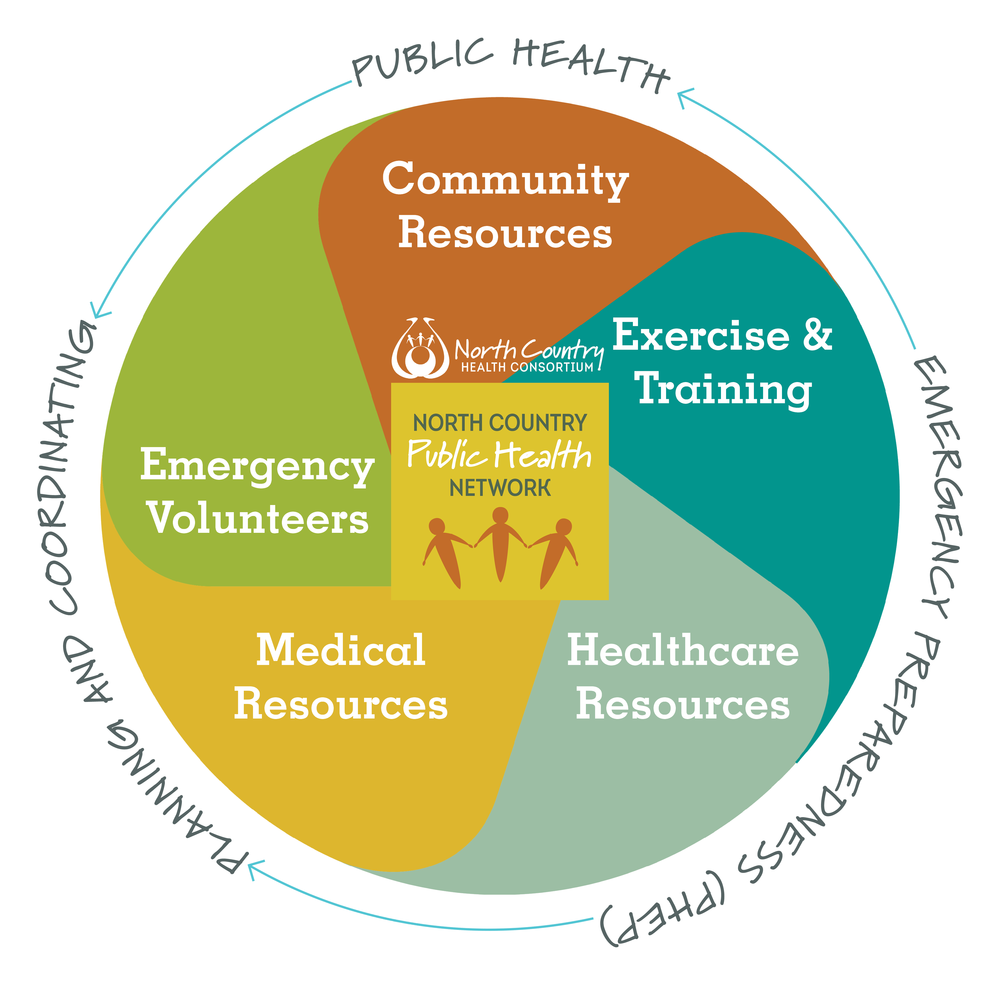 PUBLIC HEALTH
EMERGENCY PREPAREDNESS (PHEP)
PLANNING AND COORDINATING
Community
Resources
Exercise &
Training
North Country
HEALTH CONSORTIUM
NORTH COUNTRY
Public Health
NETWORK
Emergency
Volunteers
Medical
Resources
Healthcare
Resources